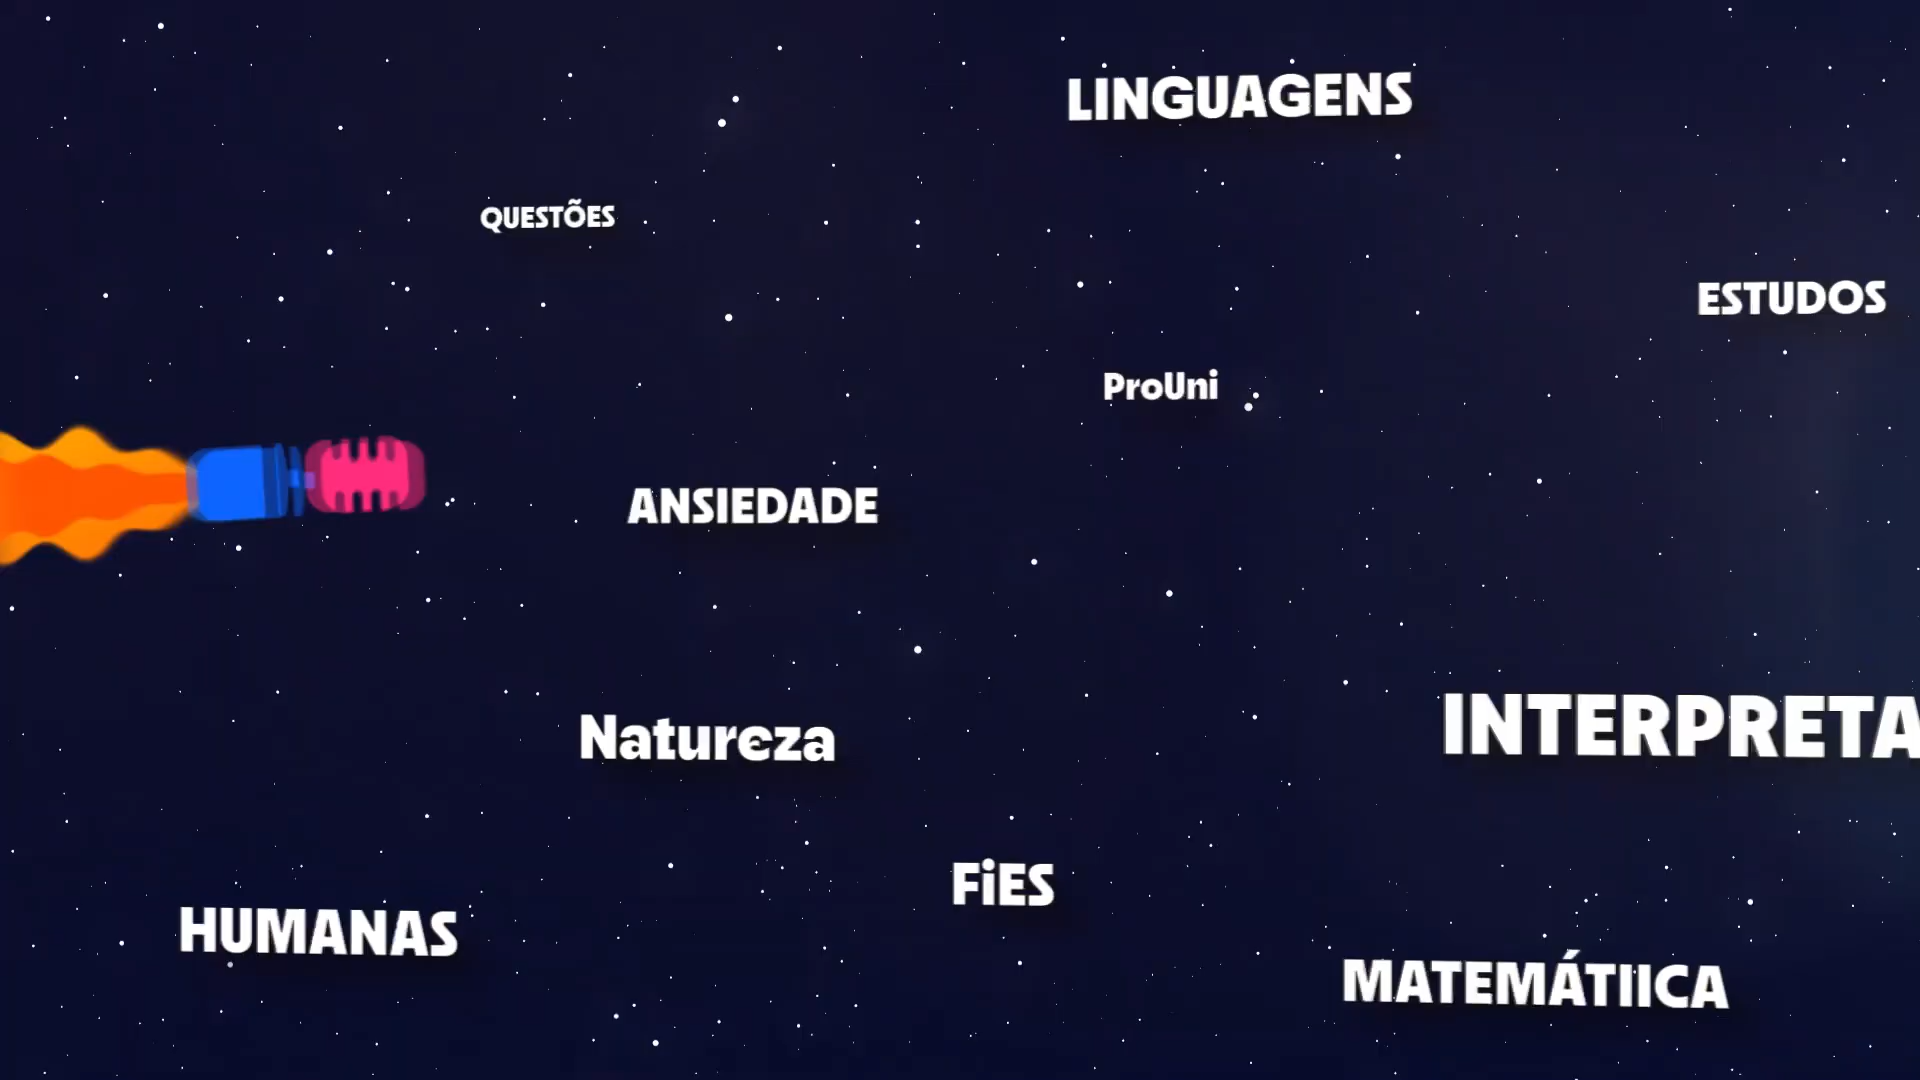 LINGUAGENS
QUESTÕES
ESTUDOS
ProUni
ANSIEDADE
INTERPRETA
Natureza
FiES
HUMANAS
MATEMÁTIICA